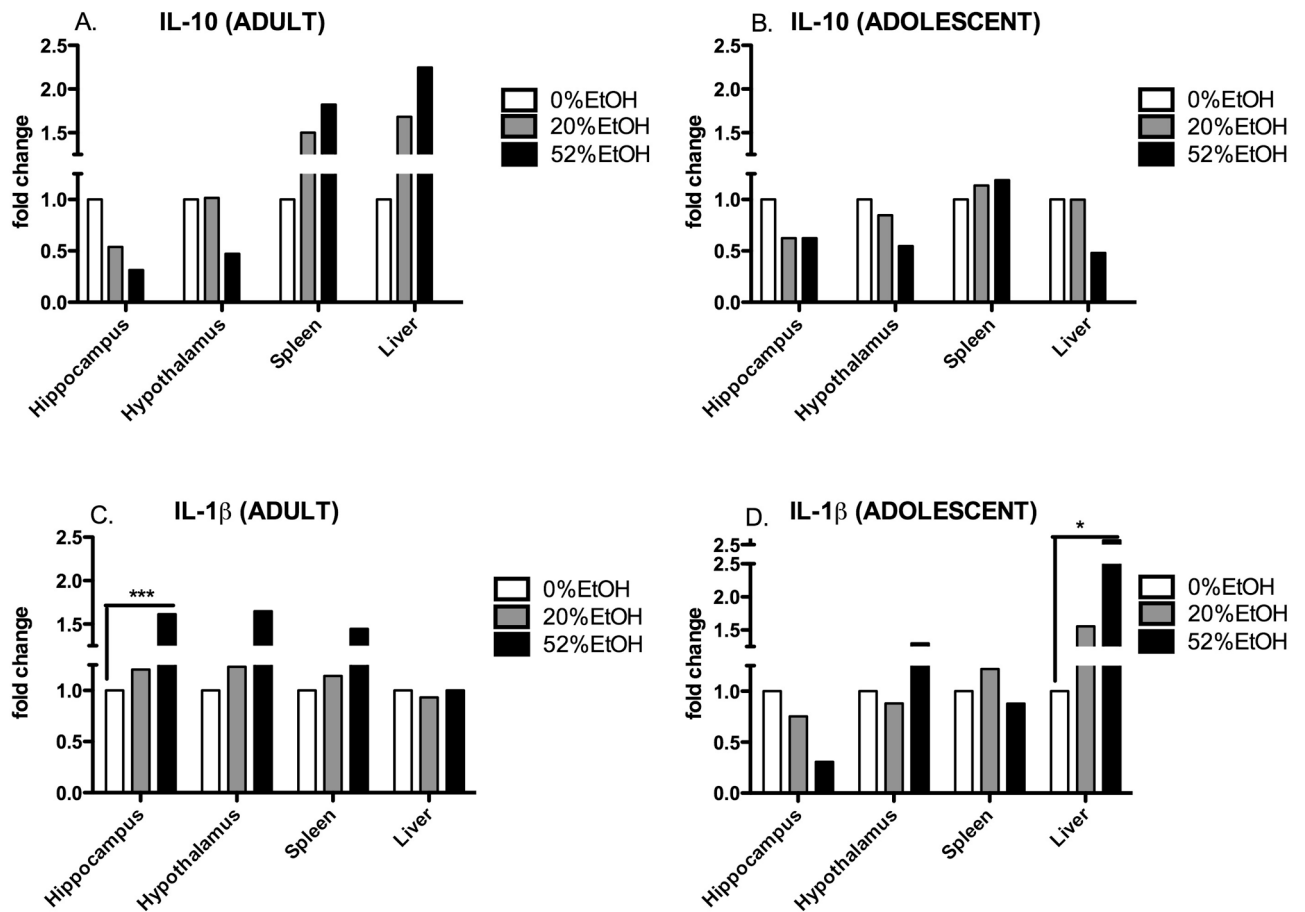 A. IL-10 (ADULT)
fold change
2.5
2.0
1.5
1.0
0.5
0.0
Hippocampus
Hypothalamus
Spleen
Liver
0%EtOH
20%EtOH
52%EtOH
B. IL-10 (ADOLESCENT)
fold change
2.5
2.0
1.5
1.0
0.5
0.0
Hippocampus
Hypothalamus
Spleen
Liver
0%EtOH
20%EtOH
52%EtOH
C. IL-1β (ADULT)
fold change
2.5
2.0
1.5
1.0
0.5
0.0
***
Hippocampus
Hypothalamus
Spleen
Liver
0%EtOH
20%EtOH
52%EtOH
D. IL-1β (ADOLESCENT)
fold change
2.5
2.5
2.0
1.5
1.0
0.5
0.0
*
Hippocampus
Hypothalamus
Spleen
Liver
0%EtOH
20%EtOH
52%EtOH